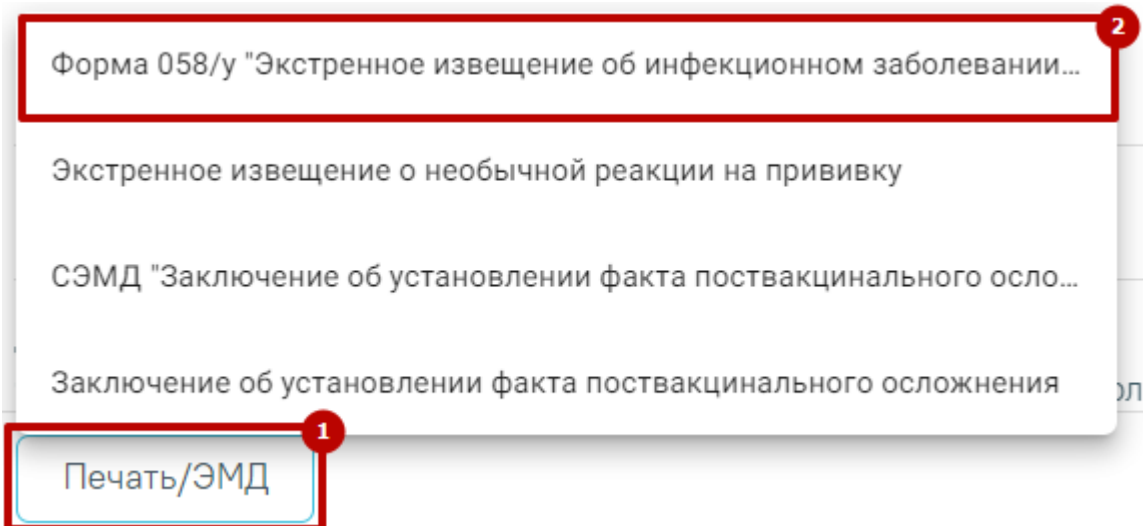 2
Форма 058/у "Экстренное извещение об инфекционном заболевании...
Экстренное извещение о необычной реакции на прививку
СЭМД "Заключение об установлении факта поствакцинального осло...
Заключение об установлении факта поствакцинального осложнения
1
Печать/ЭМД